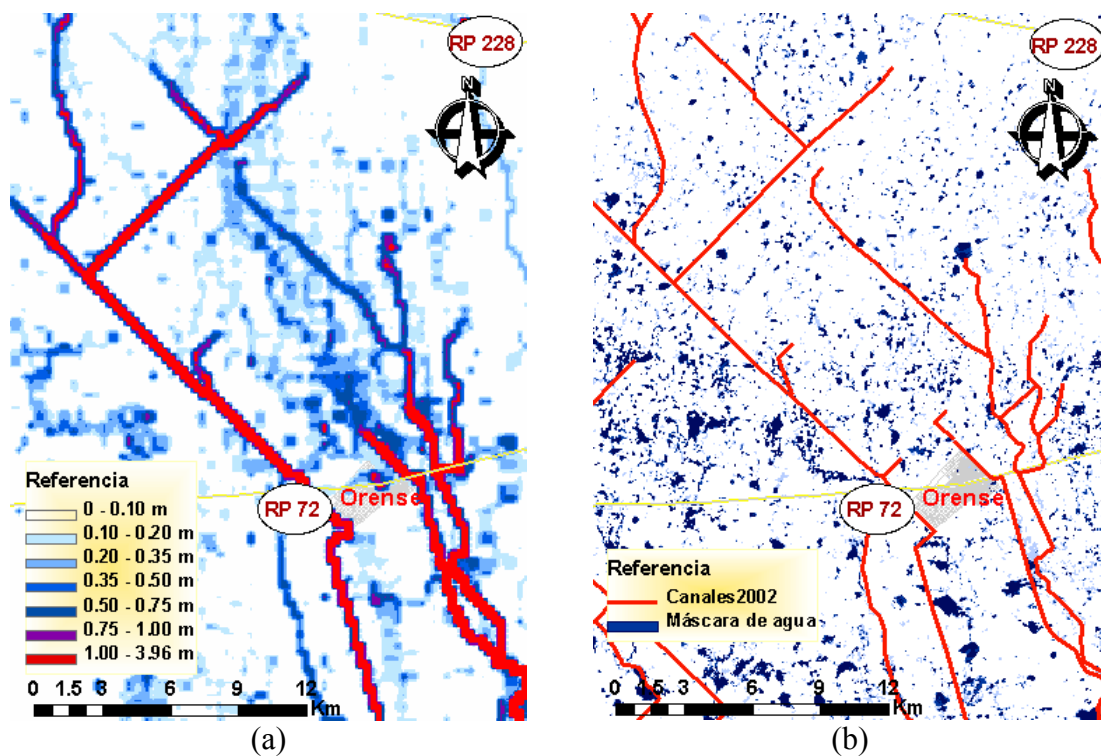 RP 228
N
Orense
RP 72
Referencia
0 - 0.10 m
0.10 - 0.20 m
0.20 - 0.35 m
0.35 - 0.50 m
0.50 - 0.75 m
0.75 - 1.00 m
1.00 - 3.96 m
0 1.5 3 6 9 12
Km
(a)
RP 228
N
Orense
RP 72
Referencia
Canales2002
Máscara de agua
0 1.5 3 6 9 12
Km
(b)